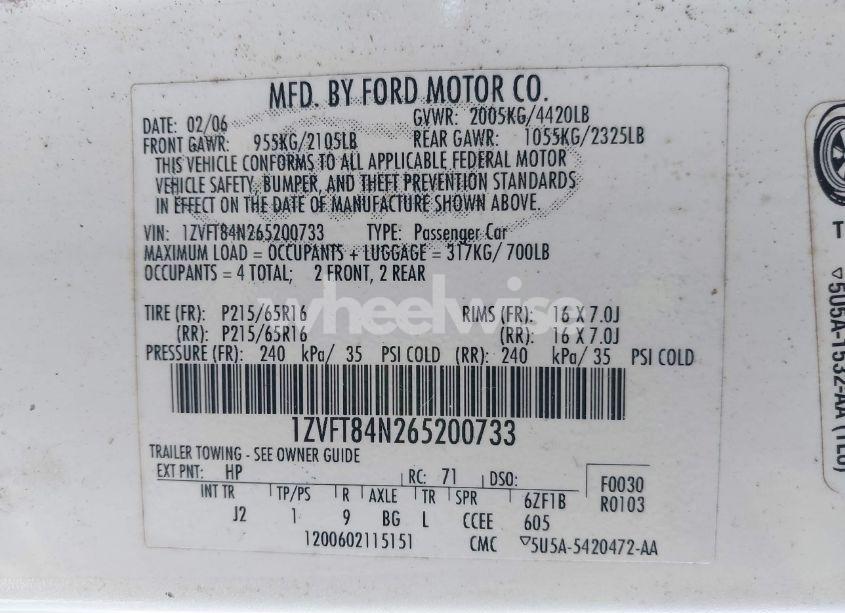 MFD. BY FORD MOTOR CO.
DATE: 02/06 GVWR: 2005KG/4420LB
FRONT GAWR: 955KG/2105LB REAR GAWR: 1055KG/2325LB
THIS VEHICLE CONFORMS TO ALL APPLICABLE FEDERAL MOTOR
VEHICLE SAFETY, BUMPER, AND THEFT PREVENTION STANDARDS
IN EFFECT ON THE DATE OF MANUFACTURE SHOWN ABOVE.
VIN: 1ZVFT84N265200733 TYPE: Passenger Car
MAXIMUM LOAD = OCCUPANTS + LUGGAGE = 317KG/ 700LB
OCCUPANTS = 4 TOTAL; 2 FRONT, 2 REAR
wheelwise
TIRE (FR): P215/65R16 RIMS (FR): 16 X 7.0J
(RR): P215/65R16 (RR): 16 X 7.0J
PRESSURE (FR): 240 kPa/ 35 PSI COLD (RR): 240 kPa/ 35 PSI COLD
1ZVFT84N265200733
TRAILER TOWING - SEE OWNER GUIDE
EXT PNT: HP RC: 71 DSO: F0030
INT TR TP/PS R AXLE TR SPR 6ZF1B R0103
J2 1 9 BG L CCEE 605
1200602115151 CMC ▽5U5A-5420472-AA
T
▽5U5A-1532-AA (TEO)